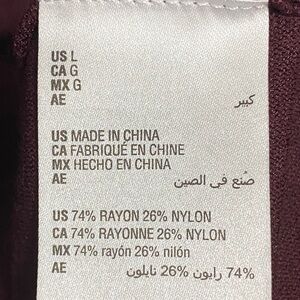 US L
CA G
MX G
AE كبير
US MADE IN CHINA
CA FABRIQUÉ EN CHINE
MX HECHO EN CHINA
AE صُنع في الصين
US 74% RAYON 26% NYLON
CA 74% RAYONNE 26% NYLON
MX 74% rayón 26% nilón
AE 74% رايون 26% نايلون